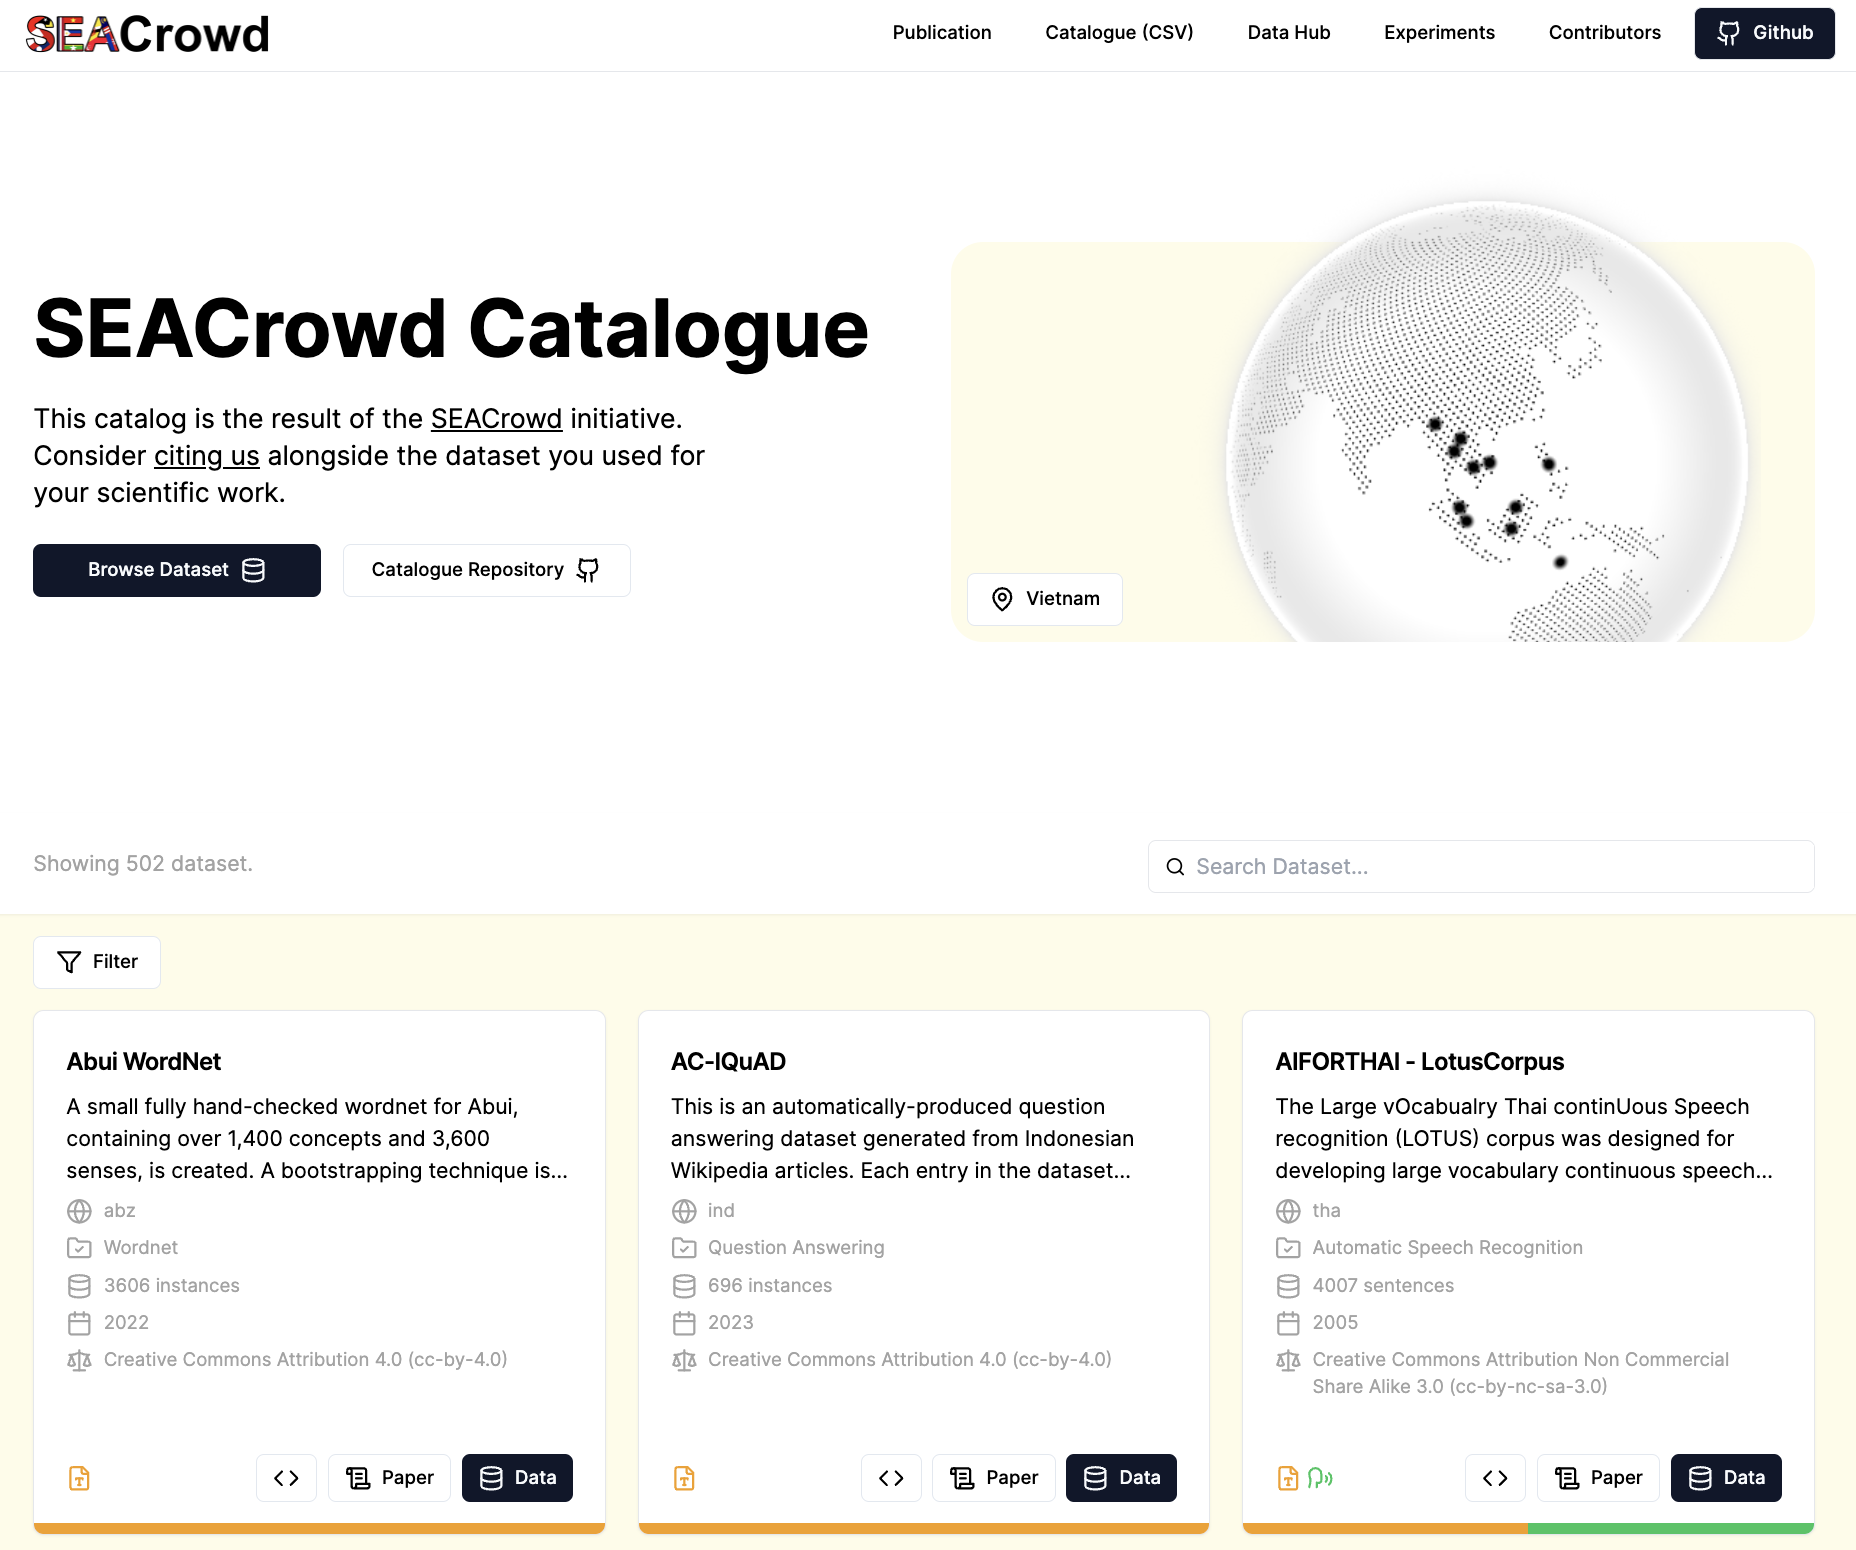 SEACrowd
Publication
Catalogue (CSV)
Data Hub
Experiments
Contributors
Github
SEACrowd Catalogue
This catalog is the result of the SEACrowd initiative.
Consider citing us alongside the dataset you used for
your scientific work.
Browse Dataset
Catalogue Repository
Vietnam
Showing 502 dataset.
Search Dataset...
Filter
Abui WordNet
A small fully hand-checked wordnet for Abui,
containing over 1,400 concepts and 3,600
senses, is created. A bootstrapping technique is...
abz
Wordnet
3606 instances
2022
Creative Commons Attribution 4.0 (cc-by-4.0)
Paper
Data
AC-IQuAD
This is an automatically-produced question
answering dataset generated from Indonesian
Wikipedia articles. Each entry in the dataset...
ind
Question Answering
696 instances
2023
Creative Commons Attribution 4.0 (cc-by-4.0)
Paper
Data
AIFORTHAI - LotusCorpus
The Large vOcabualry Thai continUous Speech
recognition (LOTUS) corpus was designed for
developing large vocabulary continuous speech...
tha
Automatic Speech Recognition
4007 sentences
2005
Creative Commons Attribution Non Commercial
Share Alike 3.0 (cc-by-nc-sa-3.0)
Paper
Data